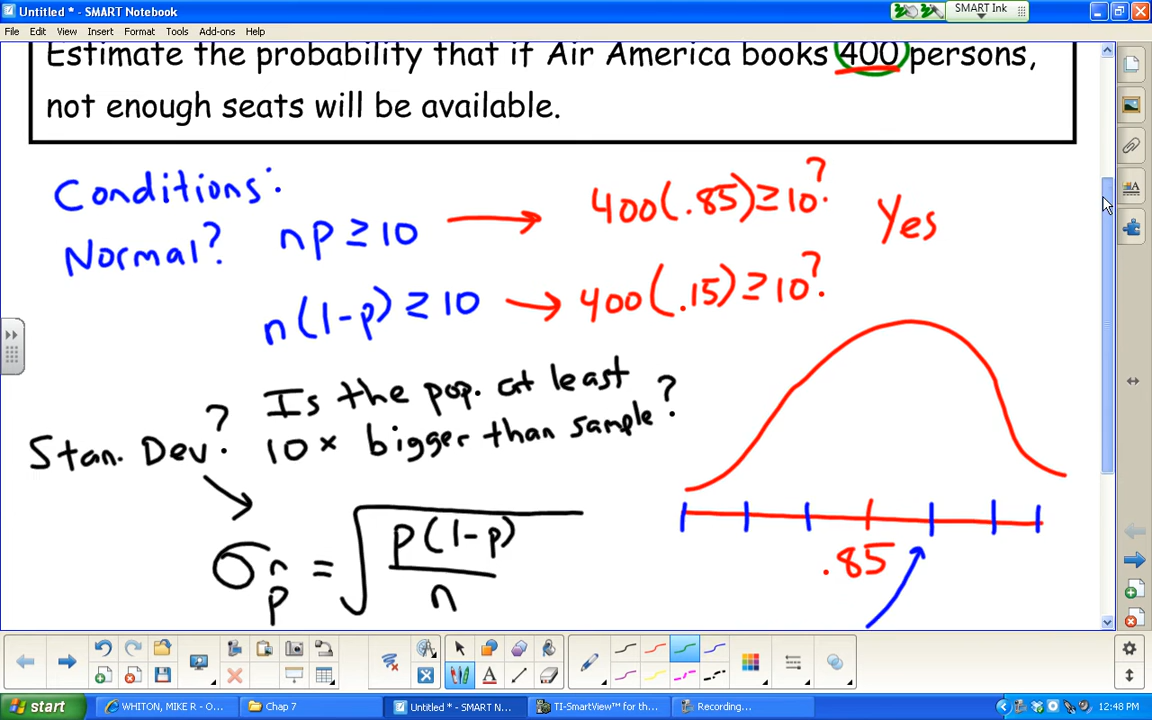 Untitled * - SMART Notebook
SMART Ink
File Edit View Insert Format Tools Add-ons Help
Estimate the probability that if Air America books 400 persons,
not enough seats will be available.
Conditions:
Normal? np ≥ 10 → 400(.85) ≥ 10? Yes
n(1-p) ≥ 10 → 400(.15) ≥ 10?
Is the pop. at least
Stan. Dev? 10 × bigger than sample?
σ p̂ = √ p(1-p) / n
.85
start WHITON, MIKE R - O... Chap 7 Untitled * - SMART N... TI-SmartView™ for th... Recording... 12:48 PM